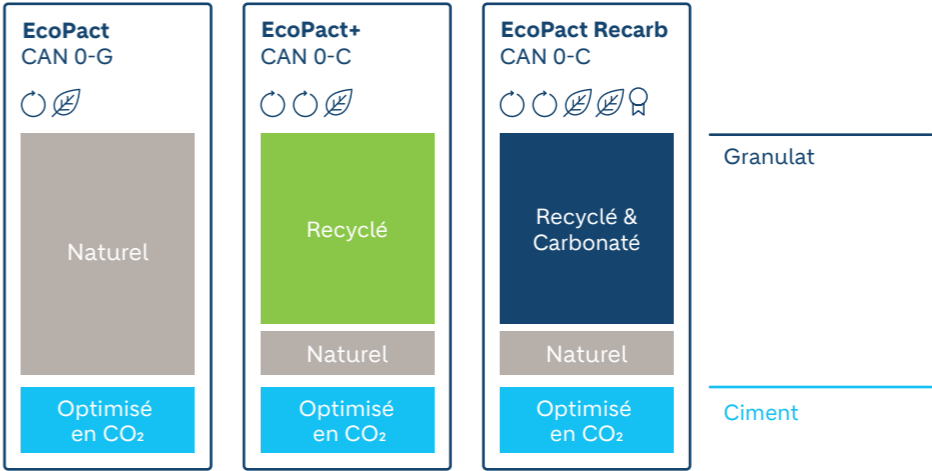 EcoPact
CAN 0-G
Naturel
Optimisé
en CO₂
EcoPact+
CAN 0-C
Recyclé
Naturel
Optimisé
en CO₂
EcoPact Recarb
CAN 0-C
Recyclé &
Carbonaté
Naturel
Optimisé
en CO₂
Granulat
Ciment